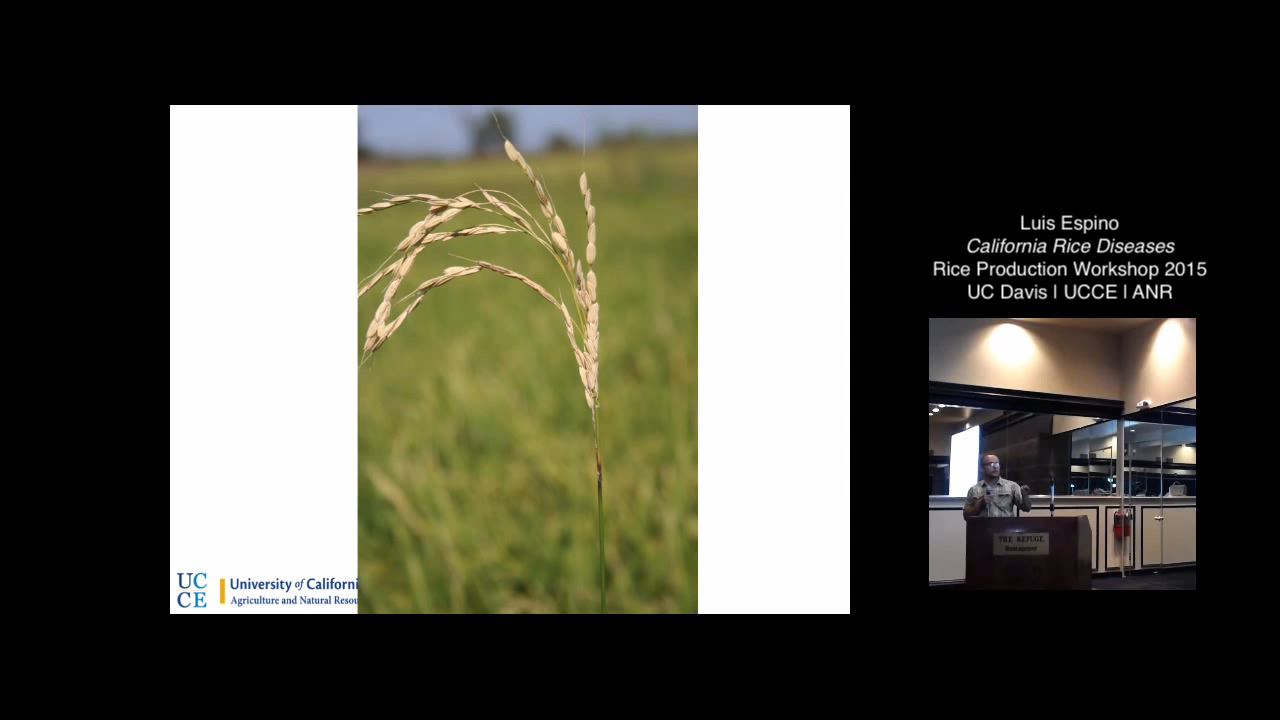 Luis Espino
California Rice Diseases
Rice Production Workshop 2015
UC Davis | UCCE | ANR
THE REFUGE
Restaurant
UC
CE
University of Californi
Agriculture and Natural Resou